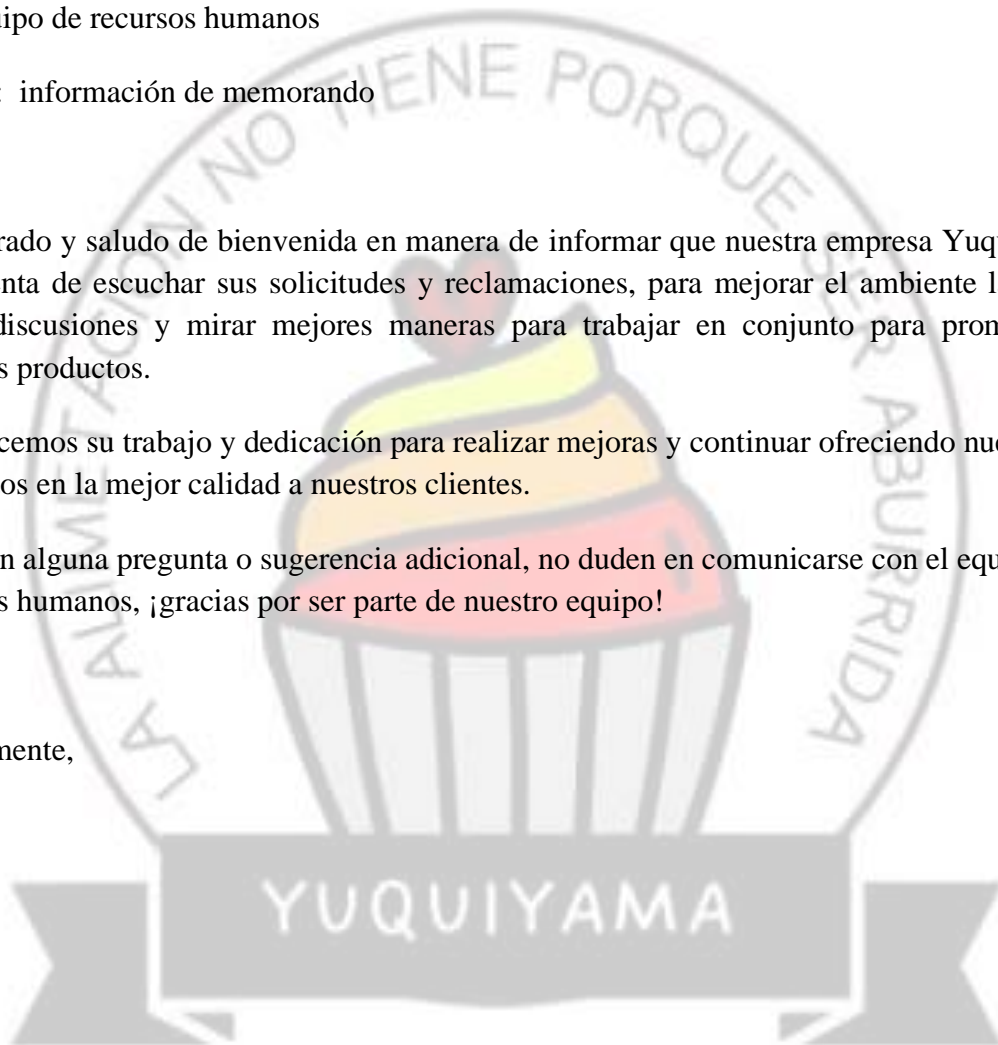 uipo de recursos humanos
: información de memorando
rado y saludo de bienvenida en manera de informar que nuestra empresa Yuq
nta de escuchar sus solicitudes y reclamaciones, para mejorar el ambiente l
discusiones y mirar mejores maneras para trabajar en conjunto para pron
s productos.
cemos su trabajo y dedicación para realizar mejoras y continuar ofreciendo nue
os en la mejor calidad a nuestros clientes.
n alguna pregunta o sugerencia adicional, no duden en comunicarse con el equ
s humanos, ¡gracias por ser parte de nuestro equipo!
mente,
LA ALIMETACION NO TIENE PORQUE SER ABURRIDA
YUQUIYAMA